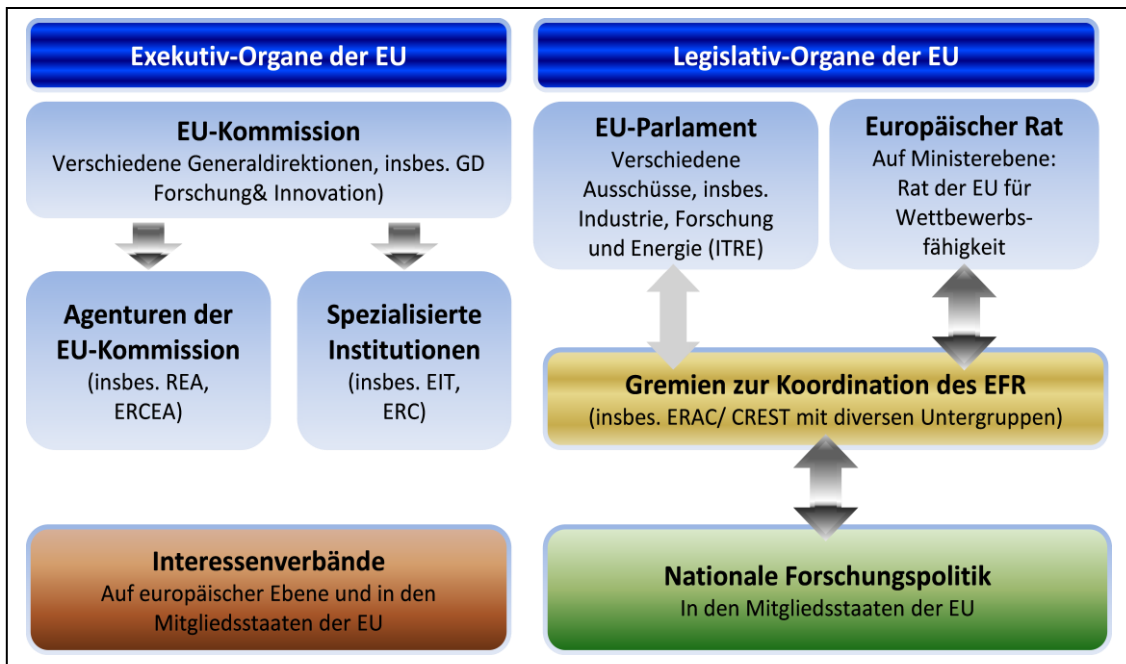 Exekutiv-Organe der EU
Legislativ-Organe der EU
EU-Kommission
Verschiedene Generaldirektionen, insbes. GD
Forschung& Innovation)
EU-Parlament
Verschiedene
Ausschüsse, insbes.
Industrie, Forschung
und Energie (ITRE)
Europäischer Rat
Auf Ministerebene:
Rat der EU für
Wettbewerbs-
fähigkeit
Agenturen der
EU-Kommission
(insbes. REA,
ERCEA)
Spezialisierte
Institutionen
(insbes. EIT,
ERC)
Gremien zur Koordination des EFR
(insbes. ERAC/ CREST mit diversen Untergruppen)
Interessenverbände
Auf europäischer Ebene und in den
Mitgliedsstaaten der EU
Nationale Forschungspolitik
In den Mitgliedsstaaten der EU